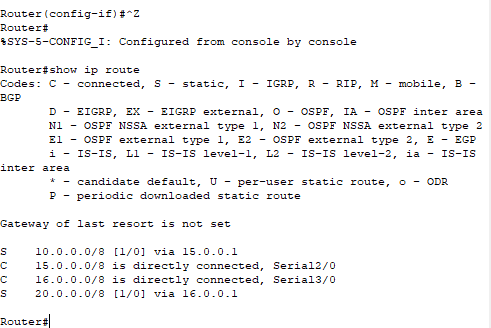 Router(config-if)#^Z
Router#
%SYS-5-CONFIG_I: Configured from console by console
Router#show ip route
Codes: C - connected, S - static, I - IGRP, R - RIP, M - mobile, B -
BGP
D - EIGRP, EX - EIGRP external, O - OSPF, IA - OSPF inter area
N1 - OSPF NSSA external type 1, N2 - OSPF NSSA external type 2
E1 - OSPF external type 1, E2 - OSPF external type 2, E - EGP
i - IS-IS, L1 - IS-IS level-1, L2 - IS-IS level-2, ia - IS-IS
inter area
* - candidate default, U - per-user static route, o - ODR
P - periodic downloaded static route
Gateway of last resort is not set
S 10.0.0.0/8 [1/0] via 15.0.0.1
C 15.0.0.0/8 is directly connected, Serial2/0
C 16.0.0.0/8 is directly connected, Serial3/0
S 20.0.0.0/8 [1/0] via 16.0.0.1
Router#